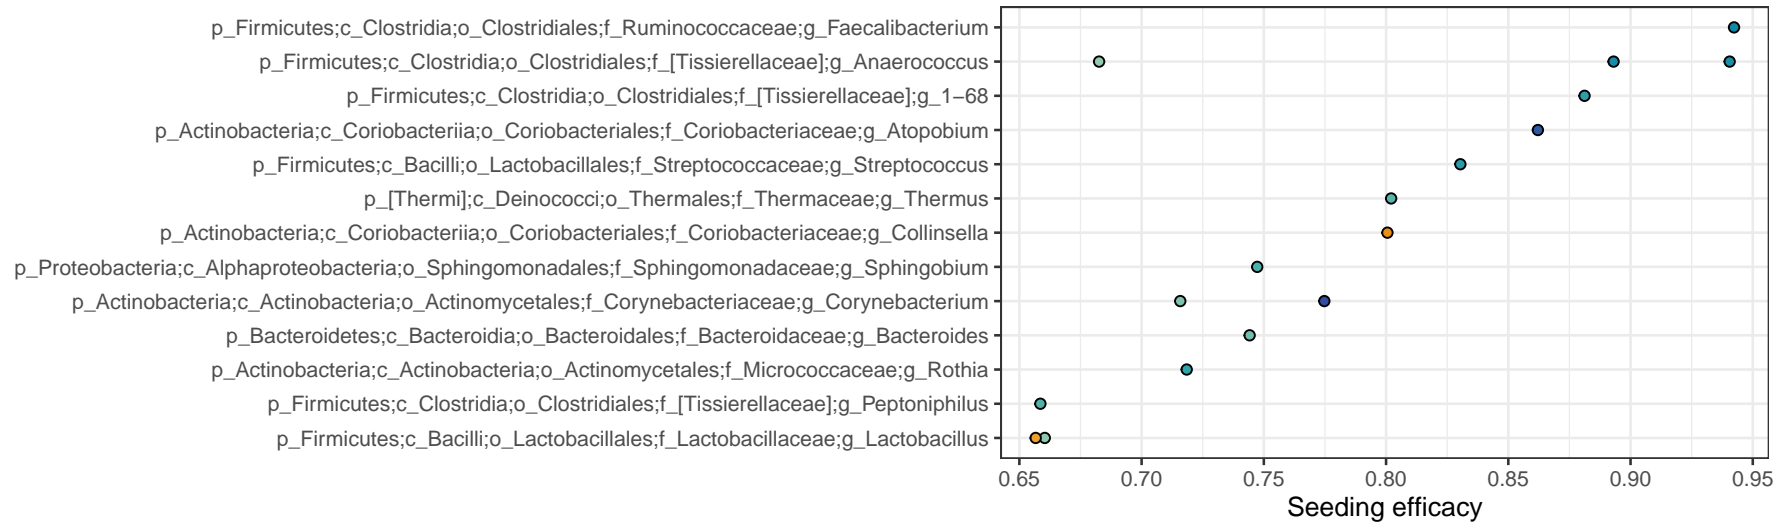 p_Firmicutes;c_Clostridia;o_Clostridiales;f_Ruminococcaceae;g_Faecalibacterium
p_Firmicutes;c_Clostridia;o_Clostridiales;f_[Tissierellaceae];g_Anaerococcus
p_Firmicutes;c_Clostridia;o_Clostridiales;f_[Tissierellaceae];g_1−68
p_Actinobacteria;c_Coriobacteriia;o_Coriobacteriales;f_Coriobacteriaceae;g_Atopobium
p_Firmicutes;c_Bacilli;o_Lactobacillales;f_Streptococcaceae;g_Streptococcus
p_[Thermi];c_Deinococci;o_Thermales;f_Thermaceae;g_Thermus
p_Actinobacteria;c_Coriobacteriia;o_Coriobacteriales;f_Coriobacteriaceae;g_Collinsella
p_Proteobacteria;c_Alphaproteobacteria;o_Sphingomonadales;f_Sphingomonadaceae;g_Sphingobium
p_Actinobacteria;c_Actinobacteria;o_Actinomycetales;f_Corynebacteriaceae;g_Corynebacterium
p_Bacteroidetes;c_Bacteroidia;o_Bacteroidales;f_Bacteroidaceae;g_Bacteroides
p_Actinobacteria;c_Actinobacteria;o_Actinomycetales;f_Micrococcaceae;g_Rothia
p_Firmicutes;c_Clostridia;o_Clostridiales;f_[Tissierellaceae];g_Peptoniphilus
p_Firmicutes;c_Bacilli;o_Lactobacillales;f_Lactobacillaceae;g_Lactobacillus
0.65 0.70 0.75 0.80 0.85 0.90 0.95
Seeding efficacy